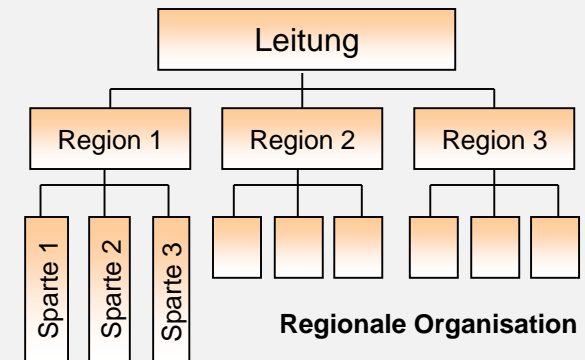 Leitung
Region 1
Region 2
Region 3
Sparte 1
Sparte 2
Sparte 3
Regionale Organisation